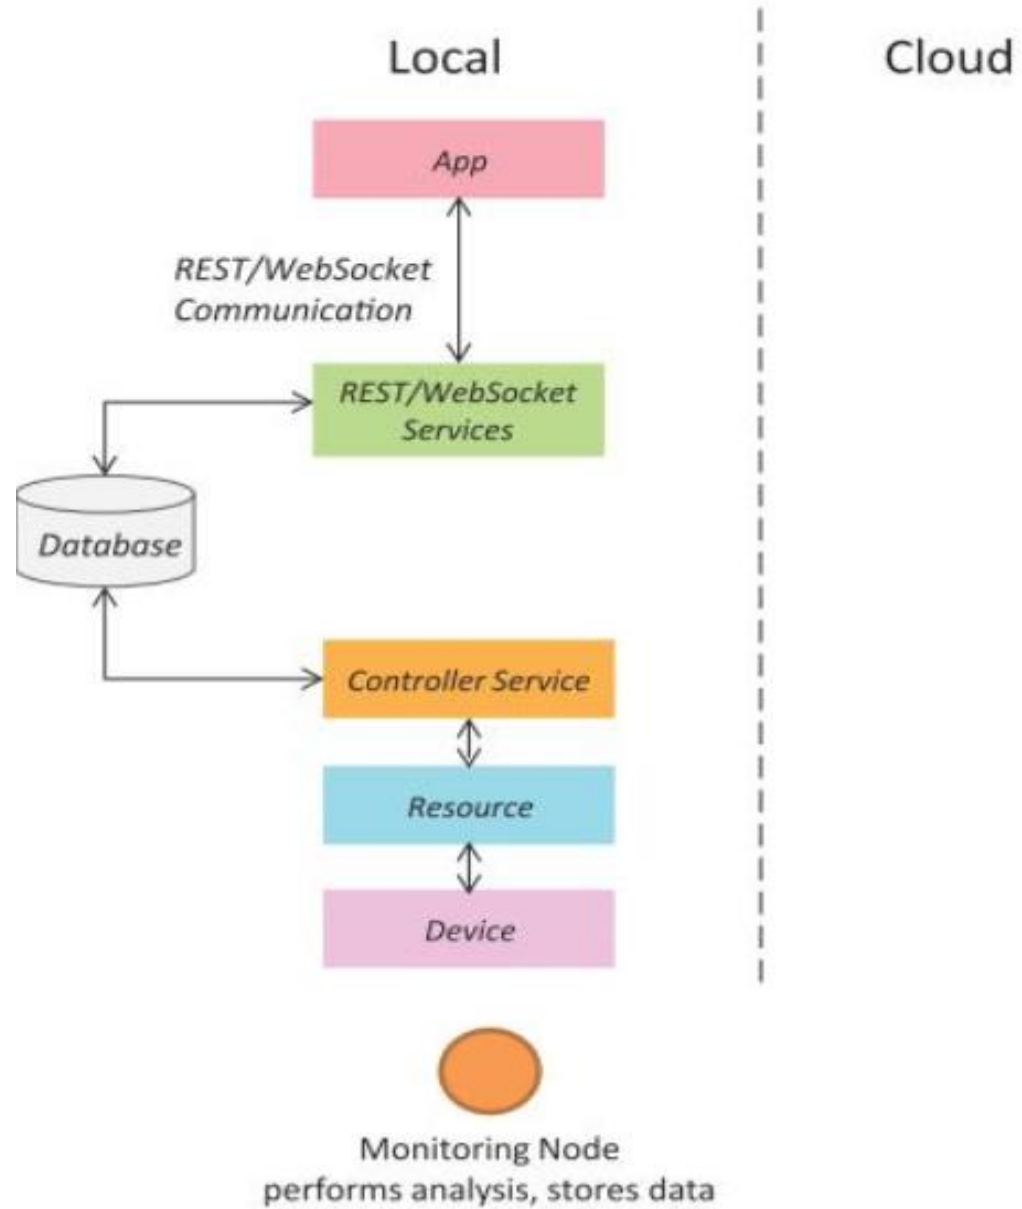 Local
Cloud
App
REST/WebSocket
Communication
REST/WebSocket
Services
Database
Controller Service
Resource
Device
Monitoring Node
performs analysis, stores data